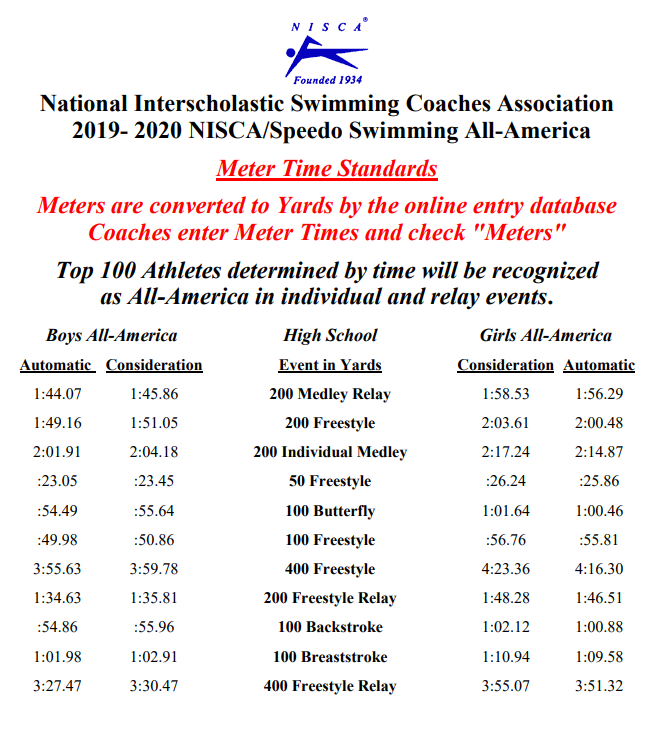 N I S C A®
Founded 1934
National Interscholastic Swimming Coaches Association
2019- 2020 NISCA/Speedo Swimming All-America
Meter Time Standards
Meters are converted to Yards by the online entry database
Coaches enter Meter Times and check "Meters"
Top 100 Athletes determined by time will be recognized
as All-America in individual and relay events.
Boys All-America High School Girls All-America
Automatic Consideration Event in Yards Consideration Automatic
1:44.07 1:45.86 200 Medley Relay 1:58.53 1:56.29
1:49.16 1:51.05 200 Freestyle 2:03.61 2:00.48
2:01.91 2:04.18 200 Individual Medley 2:17.24 2:14.87
:23.05 :23.45 50 Freestyle :26.24 :25.86
:54.49 :55.64 100 Butterfly 1:01.64 1:00.46
:49.98 :50.86 100 Freestyle :56.76 :55.81
3:55.63 3:59.78 400 Freestyle 4:23.36 4:16.30
1:34.63 1:35.81 200 Freestyle Relay 1:48.28 1:46.51
:54.86 :55.96 100 Backstroke 1:02.12 1:00.88
1:01.98 1:02.91 100 Breaststroke 1:10.94 1:09.58
3:27.47 3:30.47 400 Freestyle Relay 3:55.07 3:51.32